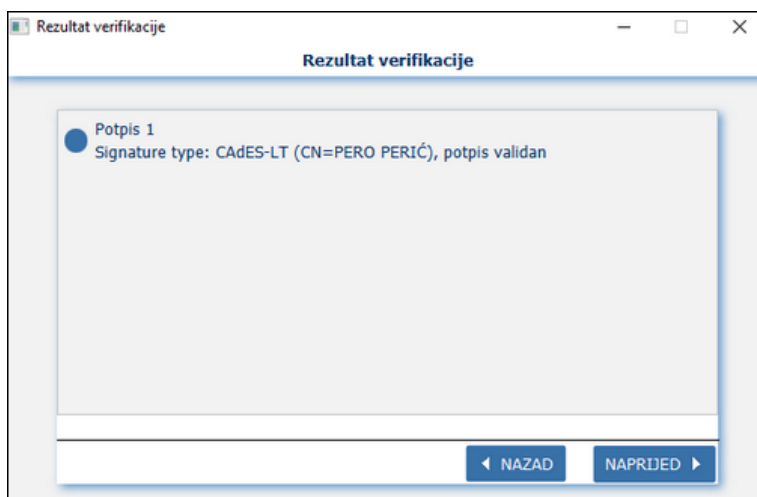 Rezultat verifikacije
Rezultat verifikacije
Potpis 1
Signature type: CAdES-LT (CN=PERO PERIĆ), potpis validan
NAZAD
NAPRIJED